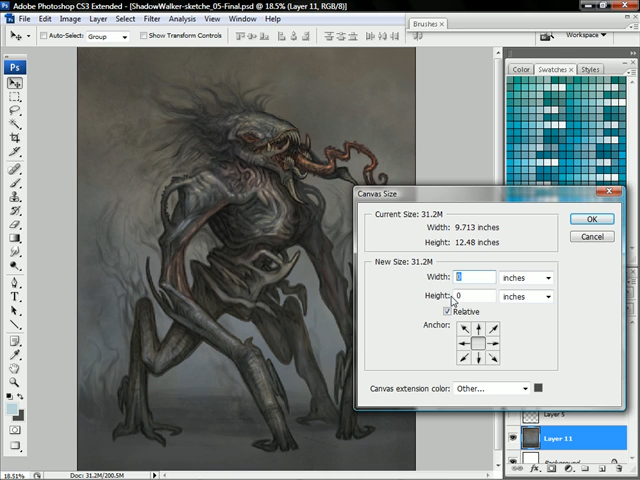 Adobe Photoshop CS3 Extended - [ShadowWalker-sketche_05-Final.psd @ 18.5% (Layer 11, RGB/8)]
File Edit Image Layer Select Filter Analysis View Window Help
Auto-Select: Group Show Transform Controls
Brushes ×
Workspace
Ps
Color Swatches × Styles
Canvas Size
Current Size: 31.2M
Width: 9.713 inches
Height: 12.48 inches
OK
Cancel
New Size: 31.2M
Width: 0 inches
Height: 0 inches
Relative
Anchor:
Canvas extension color: Other...
Layer 5
Layer 11
Background
18.51% Doc: 31.2M/200.5M